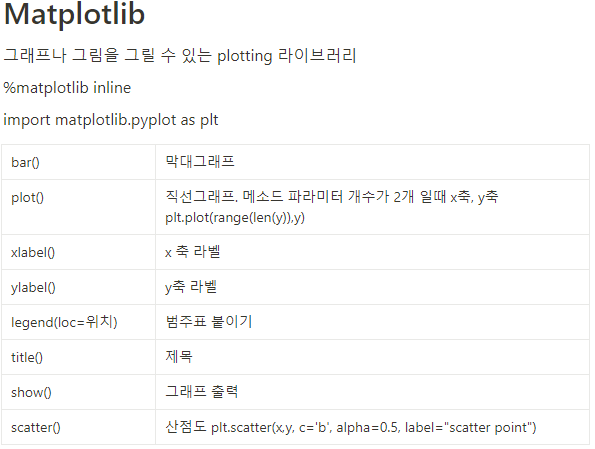 Matplotlib
그래프나 그림을 그릴 수 있는 plotting 라이브러리
%matplotlib inline
import matplotlib.pyplot as plt
bar() 막대그래프
plot() 직선그래프. 메소드 파라미터 개수가 2개 일때 x축, y축
plt.plot(range(len(y)),y)
xlabel() x 축 라벨
ylabel() y축 라벨
legend(loc=위치) 범주표 붙이기
title() 제목
show() 그래프 출력
scatter() 산점도 plt.scatter(x,y, c='b', alpha=0.5, label="scatter point")